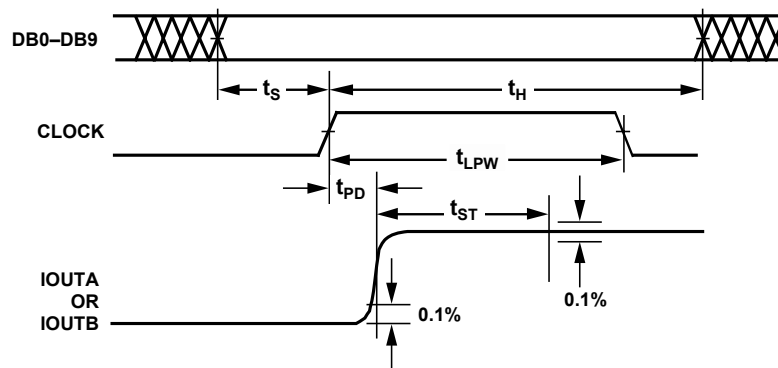 DB0–DB9
tS
tH
CLOCK
tLPW
tPD
tST
IOUTA
OR
IOUTB
0.1%
0.1%